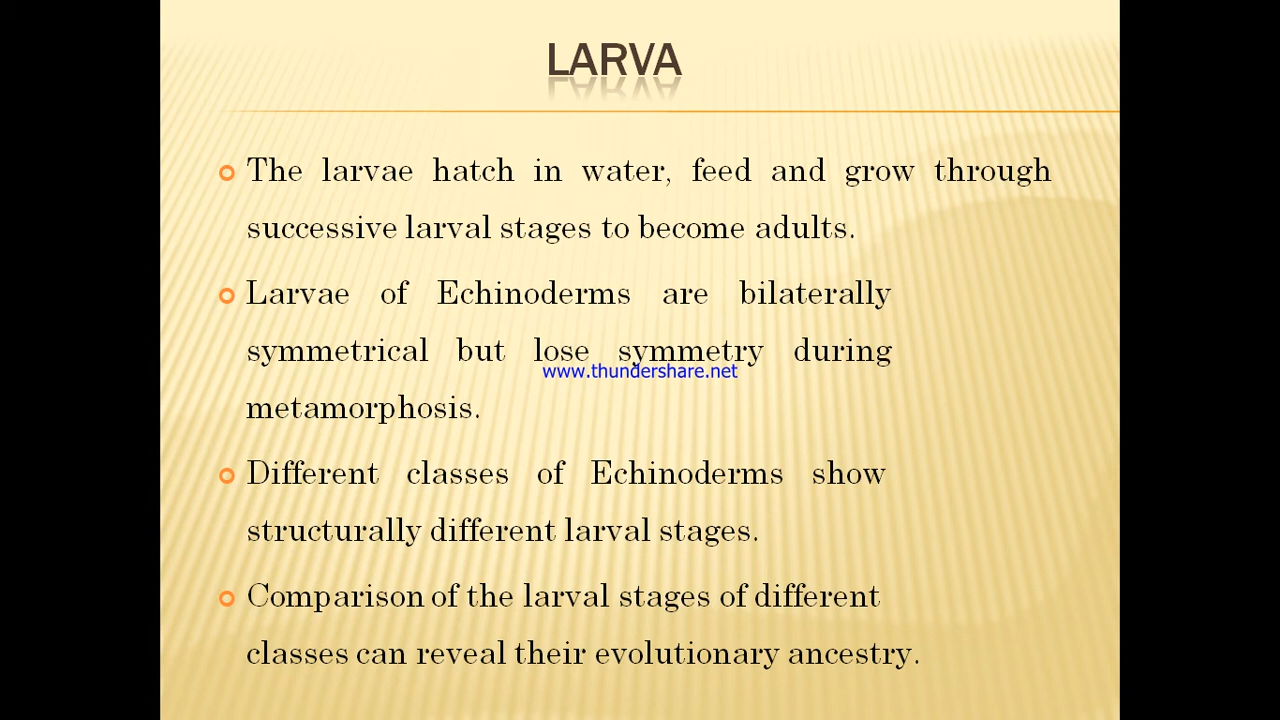 LARVA
The larvae hatch in water, feed and grow through
successive larval stages to become adults.
Larvae of Echinoderms are bilaterally
symmetrical but lose symmetry during
www.thundershare.net
metamorphosis.
Different classes of Echinoderms show
structurally different larval stages.
Comparison of the larval stages of different
classes can reveal their evolutionary ancestry.